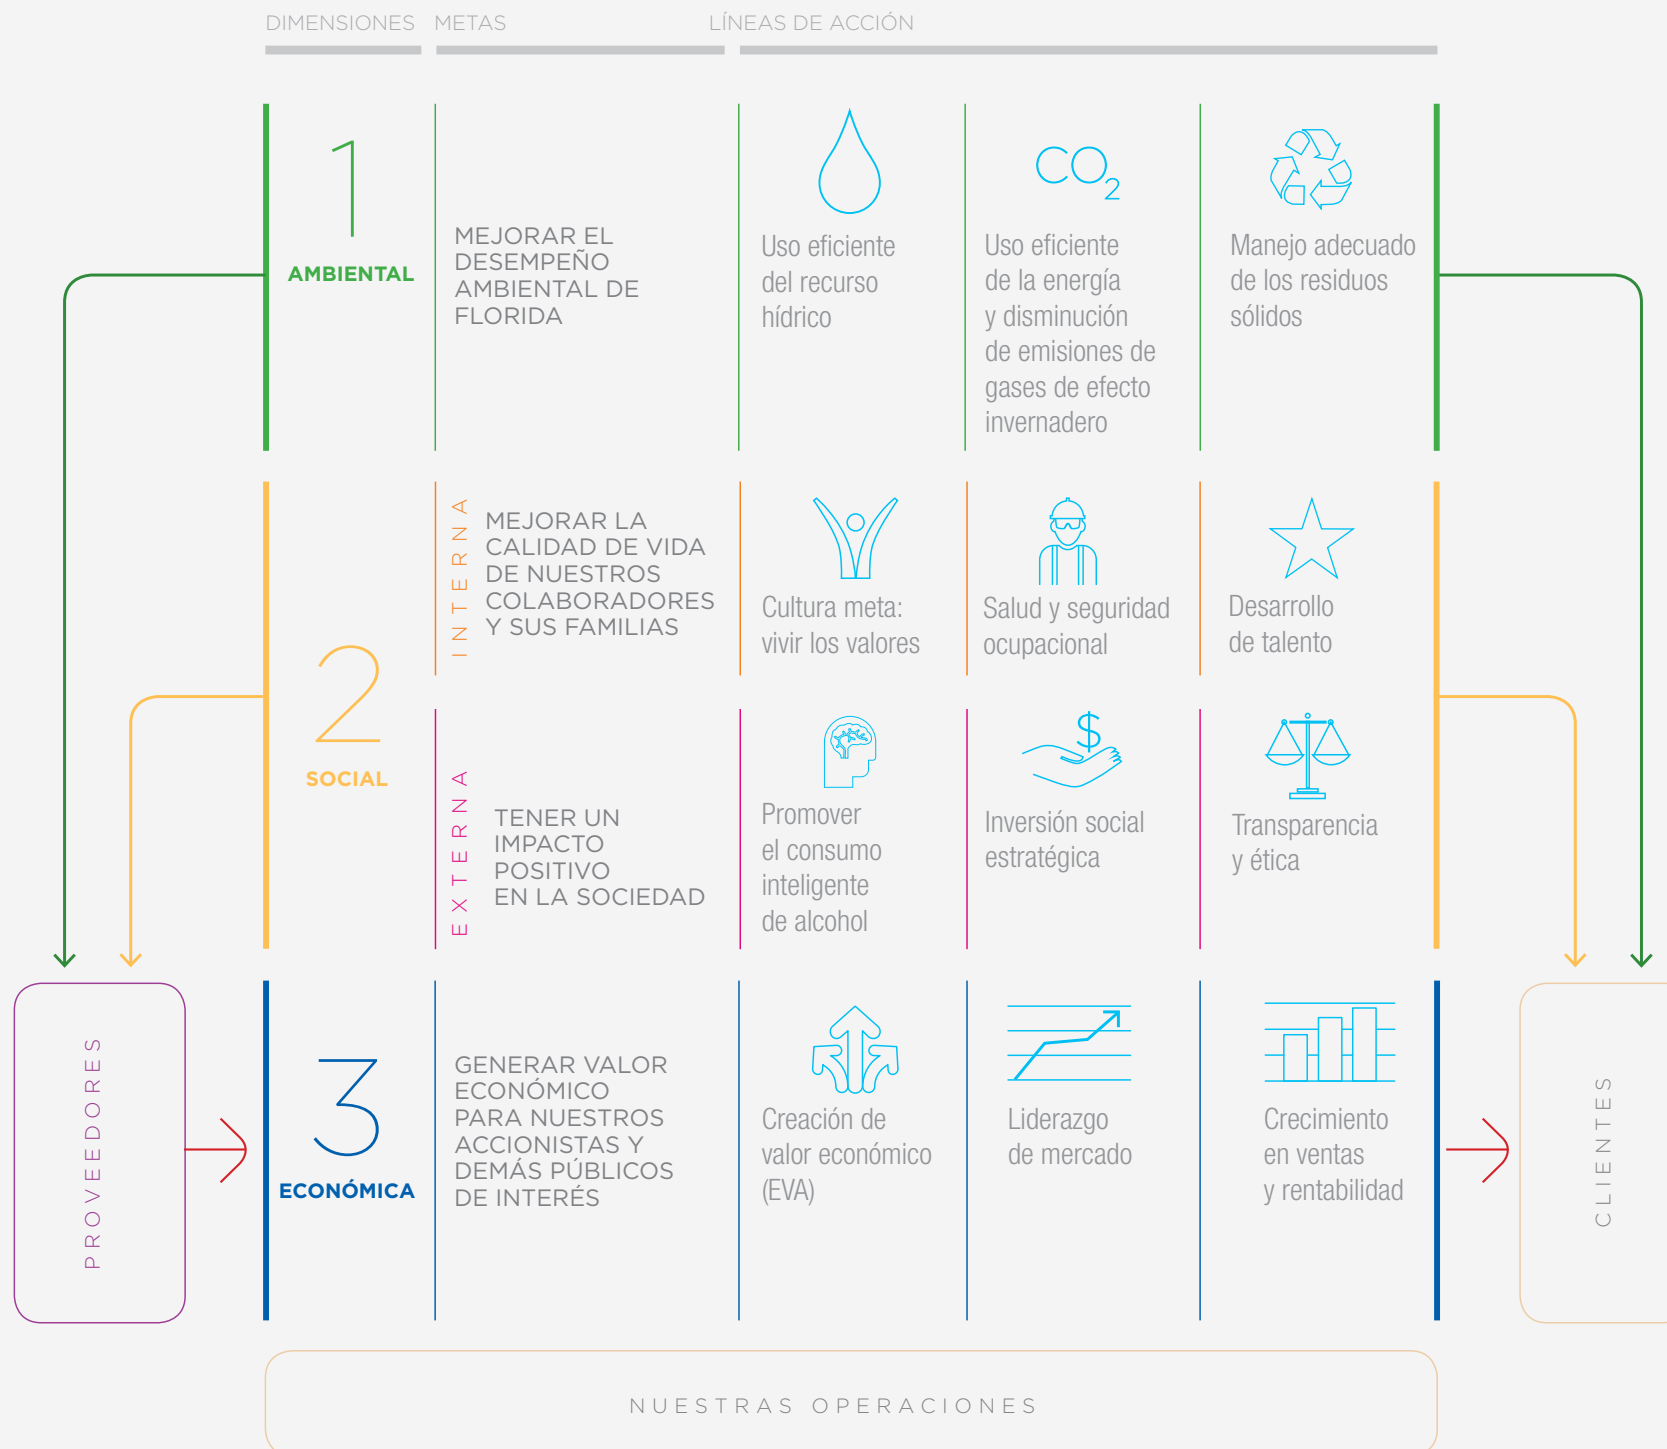 DIMENSIONES METAS LÍNEAS DE ACCIÓN
1
AMBIENTAL
MEJORAR EL
DESEMPEÑO
AMBIENTAL DE
FLORIDA
Uso eficiente
del recurso
hídrico
CO2
Uso eficiente
de la energía
y disminución
de emisiones de
gases de efecto
invernadero
Manejo adecuado
de los residuos
sólidos
2
SOCIAL
INTERNA
MEJORAR LA
CALIDAD DE VIDA
DE NUESTROS
COLABORADORES
Y SUS FAMILIAS
Cultura meta:
vivir los valores
Salud y seguridad
ocupacional
Desarrollo
de talento
EXTERNA
TENER UN
IMPACTO
POSITIVO
EN LA SOCIEDAD
Promover
el consumo
inteligente
de alcohol
$
Inversión social
estratégica
Transparencia
y ética
PROVEEDORES
3
ECONÓMICA
GENERAR VALOR
ECONÓMICO
PARA NUESTROS
ACCIONISTAS Y
DEMÁS PÚBLICOS
DE INTERÉS
Creación de
valor económico
(EVA)
Liderazgo
de mercado
Crecimiento
en ventas
y rentabilidad
CLIENTES
NUESTRAS OPERACIONES